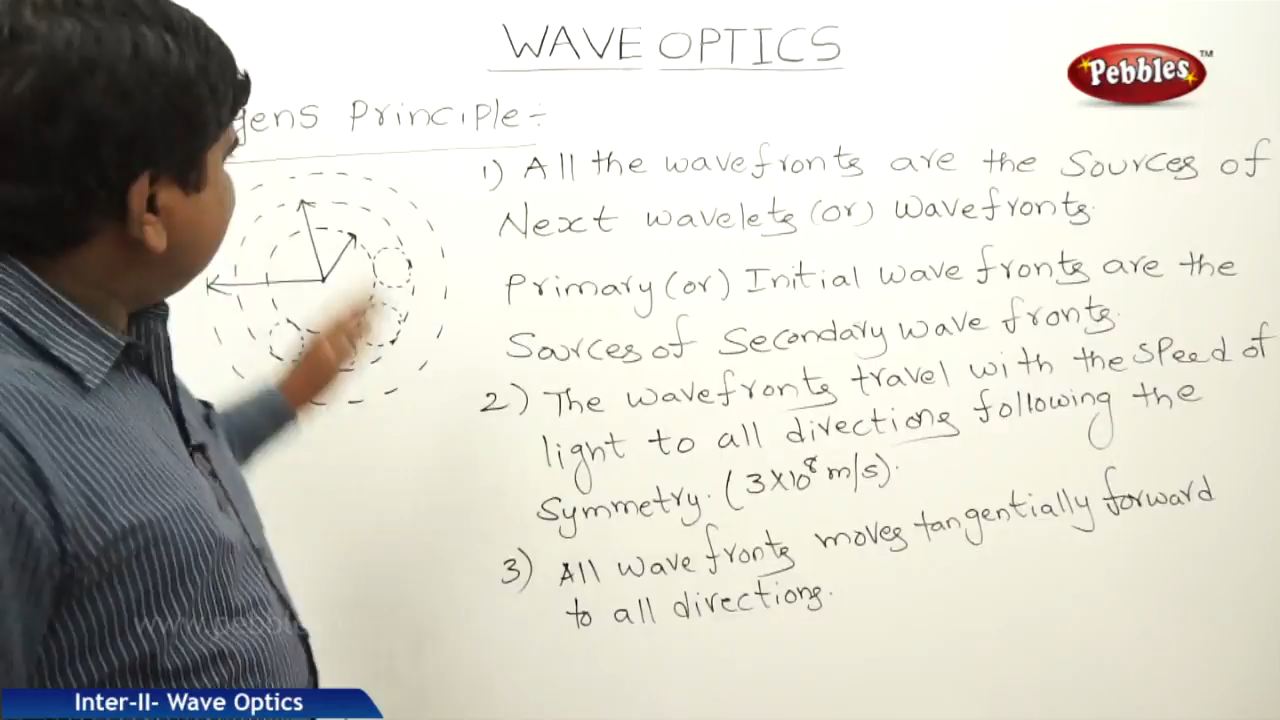 WAVE OPTICS
Pebbles TM
gens Principle:-
1) All the wavefronts are the Sources of
Next wavelets (or) wavefronts.
Primary (or) Initial wave fronts are the
Sources of Secondary wave fronts.
2) The wavefronts travel with the speed of
light to all directions following the
Symmetry. (3×10⁸ m/s).
3) All wave fronts moves tangentially forward
to all directions.
Inter-II- Wave Optics